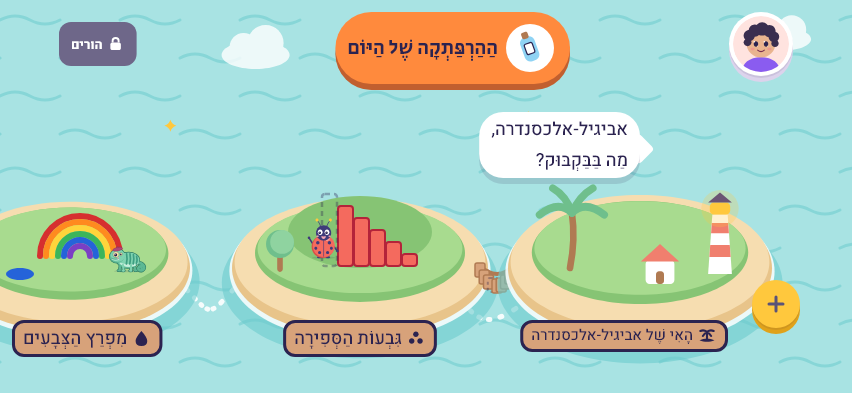 הַהַרְפַּתְקָה שֶׁל הַיּוֹם
הורים
אביגיל-אלכסנדרה,
מַה בַּבַּקְבּוּק?
הָאִי שֶׁל אביגיל-אלכסנדרה
גִּבְעוֹת הַסְּפִירָה
מִפְרַץ הַצְּבָעִים